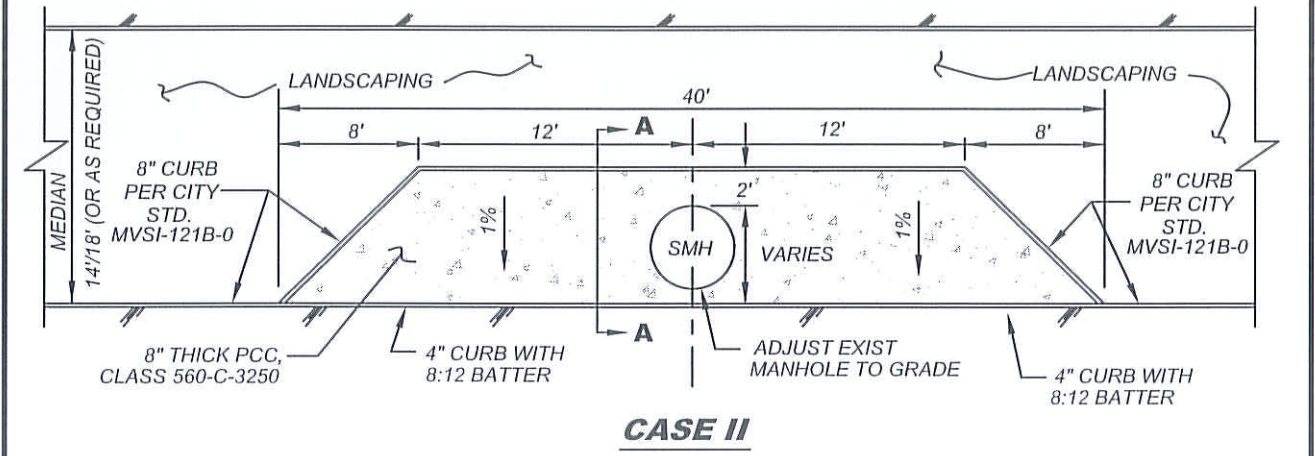 LANDSCAPING
LANDSCAPING
40'
8'
12'
A
12'
8'
MEDIAN
14'/18' (OR AS REQUIRED)
8" CURB
PER CITY
STD.
MVSI-121B-0
1%
2'
SMH
VARIES
1%
8" CURB
PER CITY
STD.
MVSI-121B-0
A
8" THICK PCC,
CLASS 560-C-3250
4" CURB WITH
8:12 BATTER
ADJUST EXIST
MANHOLE TO GRADE
4" CURB WITH
8:12 BATTER
CASE II